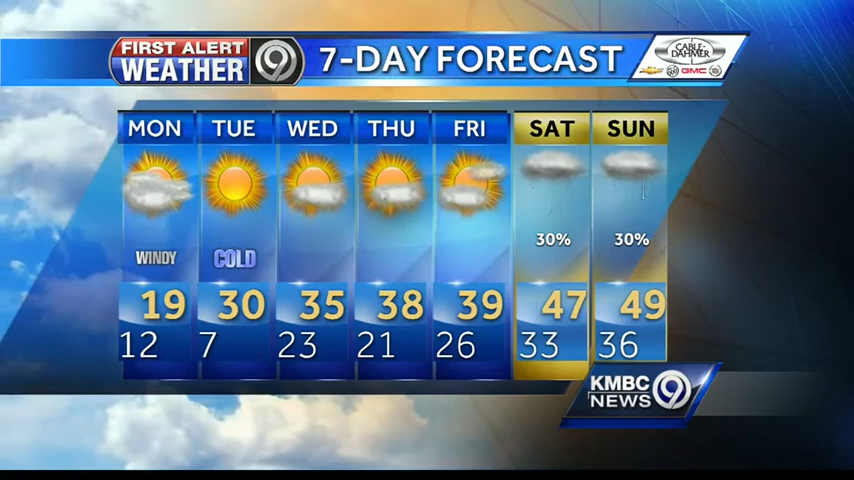 FIRST ALERT
WEATHER 9
7-DAY FORECAST
CABLE-DAHMER
GMC
MON TUE WED THU FRI SAT SUN
30% 30%
WINDY COLD
19 30 35 38 39 47 49
12 7 23 21 26 33 36
KMBC 9
NEWS